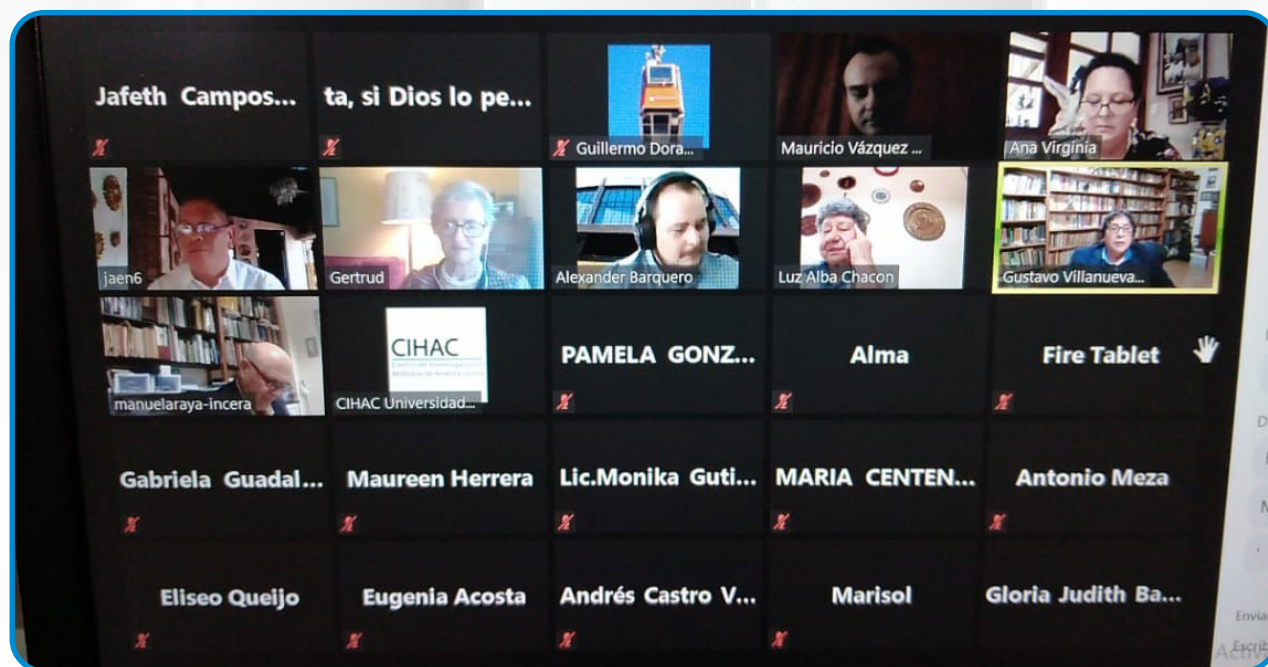 Jafeth Campos...
ta, si Dios lo pe...
Guillermo Dora...
Mauricio Vázquez ...
Ana Virginia
jaen6
Gertrud
Alexander Barquero
Luz Alba Chacon
Gustavo Villanueva...
manuelaraya-incera
CIHAC
CIHAC Universidad...
PAMELA GONZ...
Alma
Fire Tablet
Gabriela Guadal...
Maureen Herrera
Lic.Monika Guti...
MARIA CENTEN...
Antonio Meza
Eliseo Queijo
Eugenia Acosta
Andrés Castro V...
Marisol
Gloria Judith Ba...